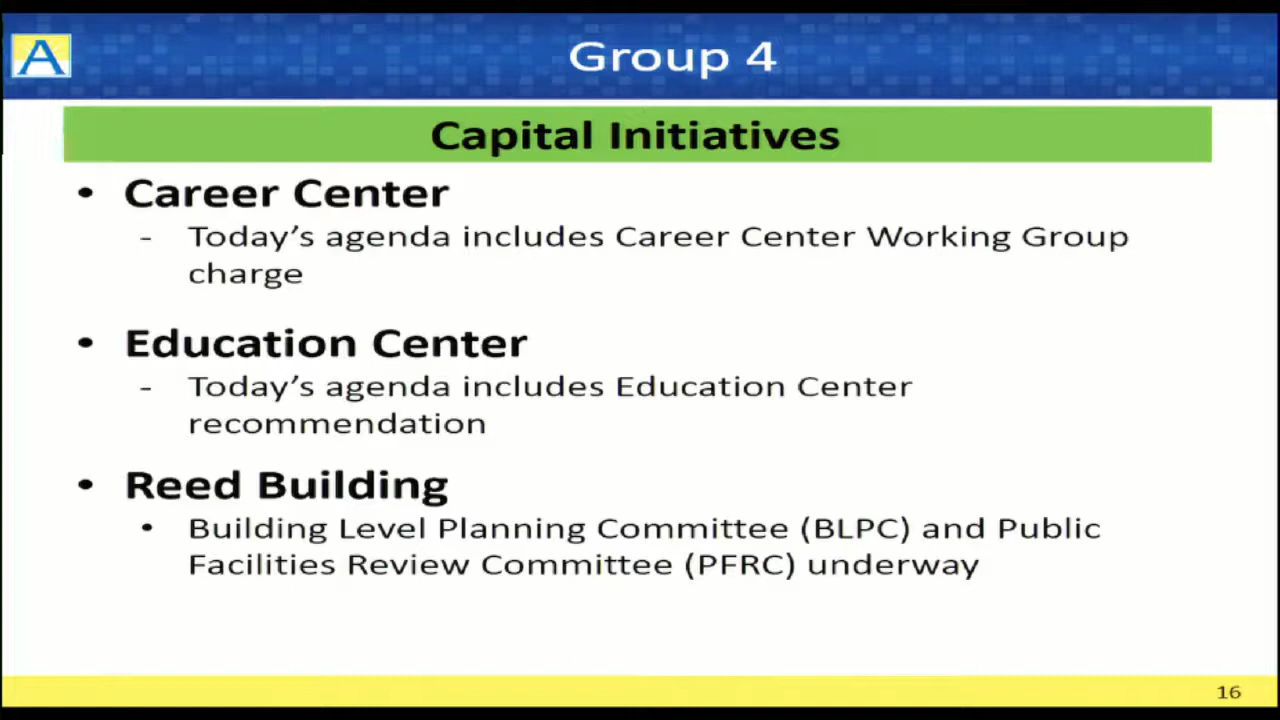 A
Group 4
Capital Initiatives
• Career Center
- Today's agenda includes Career Center Working Group
charge
• Education Center
- Today's agenda includes Education Center
recommendation
• Reed Building
• Building Level Planning Committee (BLPC) and Public
Facilities Review Committee (PFRC) underway
16